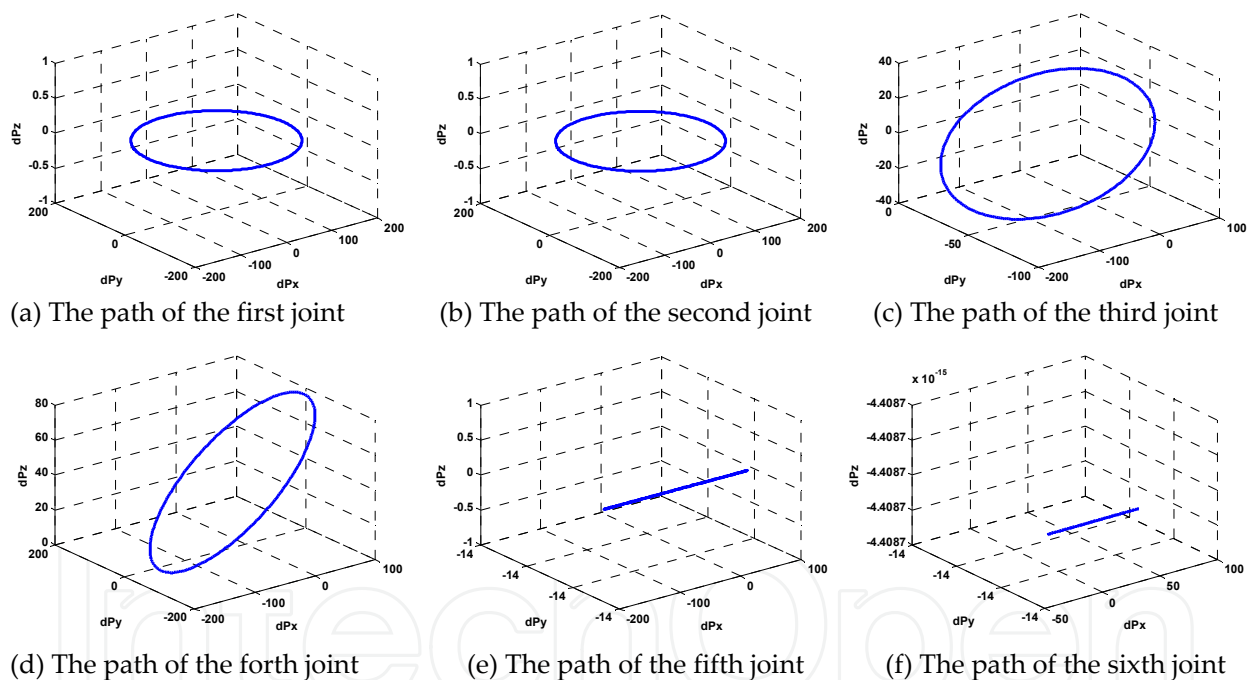 1
0.5
0
-0.5
-1
200
0
-200
-200
-100
0
100
200
dPz
dPy
dPx
(a) The path of the first joint
1
0.5
0
-0.5
-1
200
0
-200
-200
-100
0
100
200
dPz
dPy
dPx
(b) The path of the second joint
40
20
0
-20
-40
0
-50
-100
-200
-100
0
100
dPz
dPy
dPx
(c) The path of the third joint
80
60
40
20
0
200
0
-200
-200
-100
0
100
dPz
dPy
dPx
(d) The path of the forth joint
1
0.5
0
-0.5
-1
-14
-14
-14
-14
-14
-200
-100
0
100
dPz
dPy
dPx
(e) The path of the fifth joint
x 10-15
-4.4087
-4.4087
-4.4087
-4.4087
-4.4087
-14
-14
-14
-14
-50
0
50
100
dPz
dPy
dPx
(f) The path of the sixth joint
IntechOpen